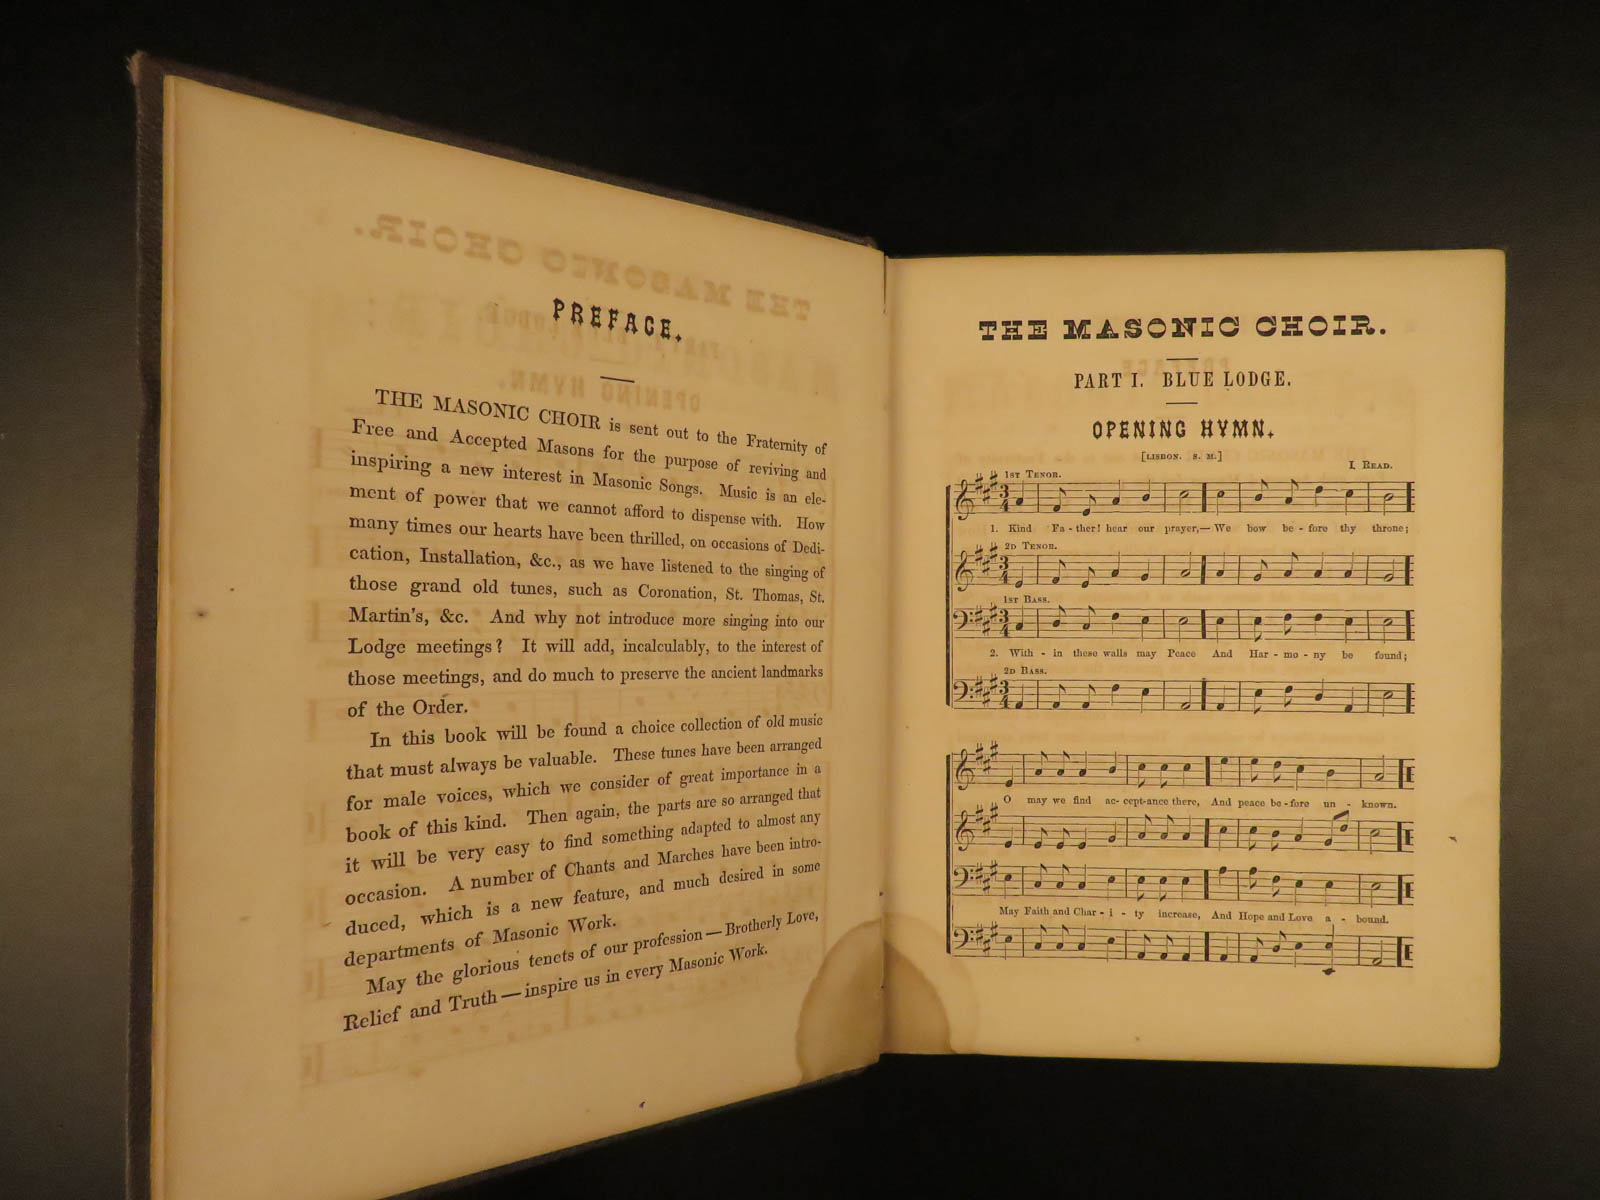 PREFACE.
THE MASONIC CHOIR is sent out to the Fraternity of
Free and Accepted Masons for the purpose of reviving and
inspiring a new interest in Masonic Songs. Music is an ele-
ment of power that we cannot afford to dispense with. How
many times our hearts have been thrilled, on occasions of Dedi-
cation, Installation, &c., as we have listened to the singing of
those grand old tunes, such as Coronation, St. Thomas, St.
Martin's, &c. And why not introduce more singing into our
Lodge meetings? It will add, incalculably, to the interest of
those meetings, and do much to preserve the ancient landmarks
of the Order.
In this book will be found a choice collection of old music
that must always be valuable. These tunes have been arranged
for male voices, which we consider of great importance in a
book of this kind. Then again, the parts are so arranged that
it will be very easy to find something adapted to almost any
occasion. A number of Chants and Marches have been intro-
duced, which is a new feature, and much desired in some
departments of Masonic Work.
May the glorious tenets of our profession — Brotherly Love,
Relief and Truth — inspire us in every Masonic Work.
THE MASONIC CHOIR.
PART I. BLUE LODGE.
OPENING HYMN.
[LISBON. S. M.]
I. READ.
1ST TENOR.
3 4
1. Kind Fa - ther! hear our prayer,— We bow be - fore thy throne;
2D TENOR.
3 4
1ST BASS.
3 4
2. With - in these walls may Peace And Har - mo - ny be found;
2D BASS.
3 4
O may we find ac - cept - ance there, And peace be - fore un - known.
May Faith and Char - i - ty increase, And Hope and Love a - bound.